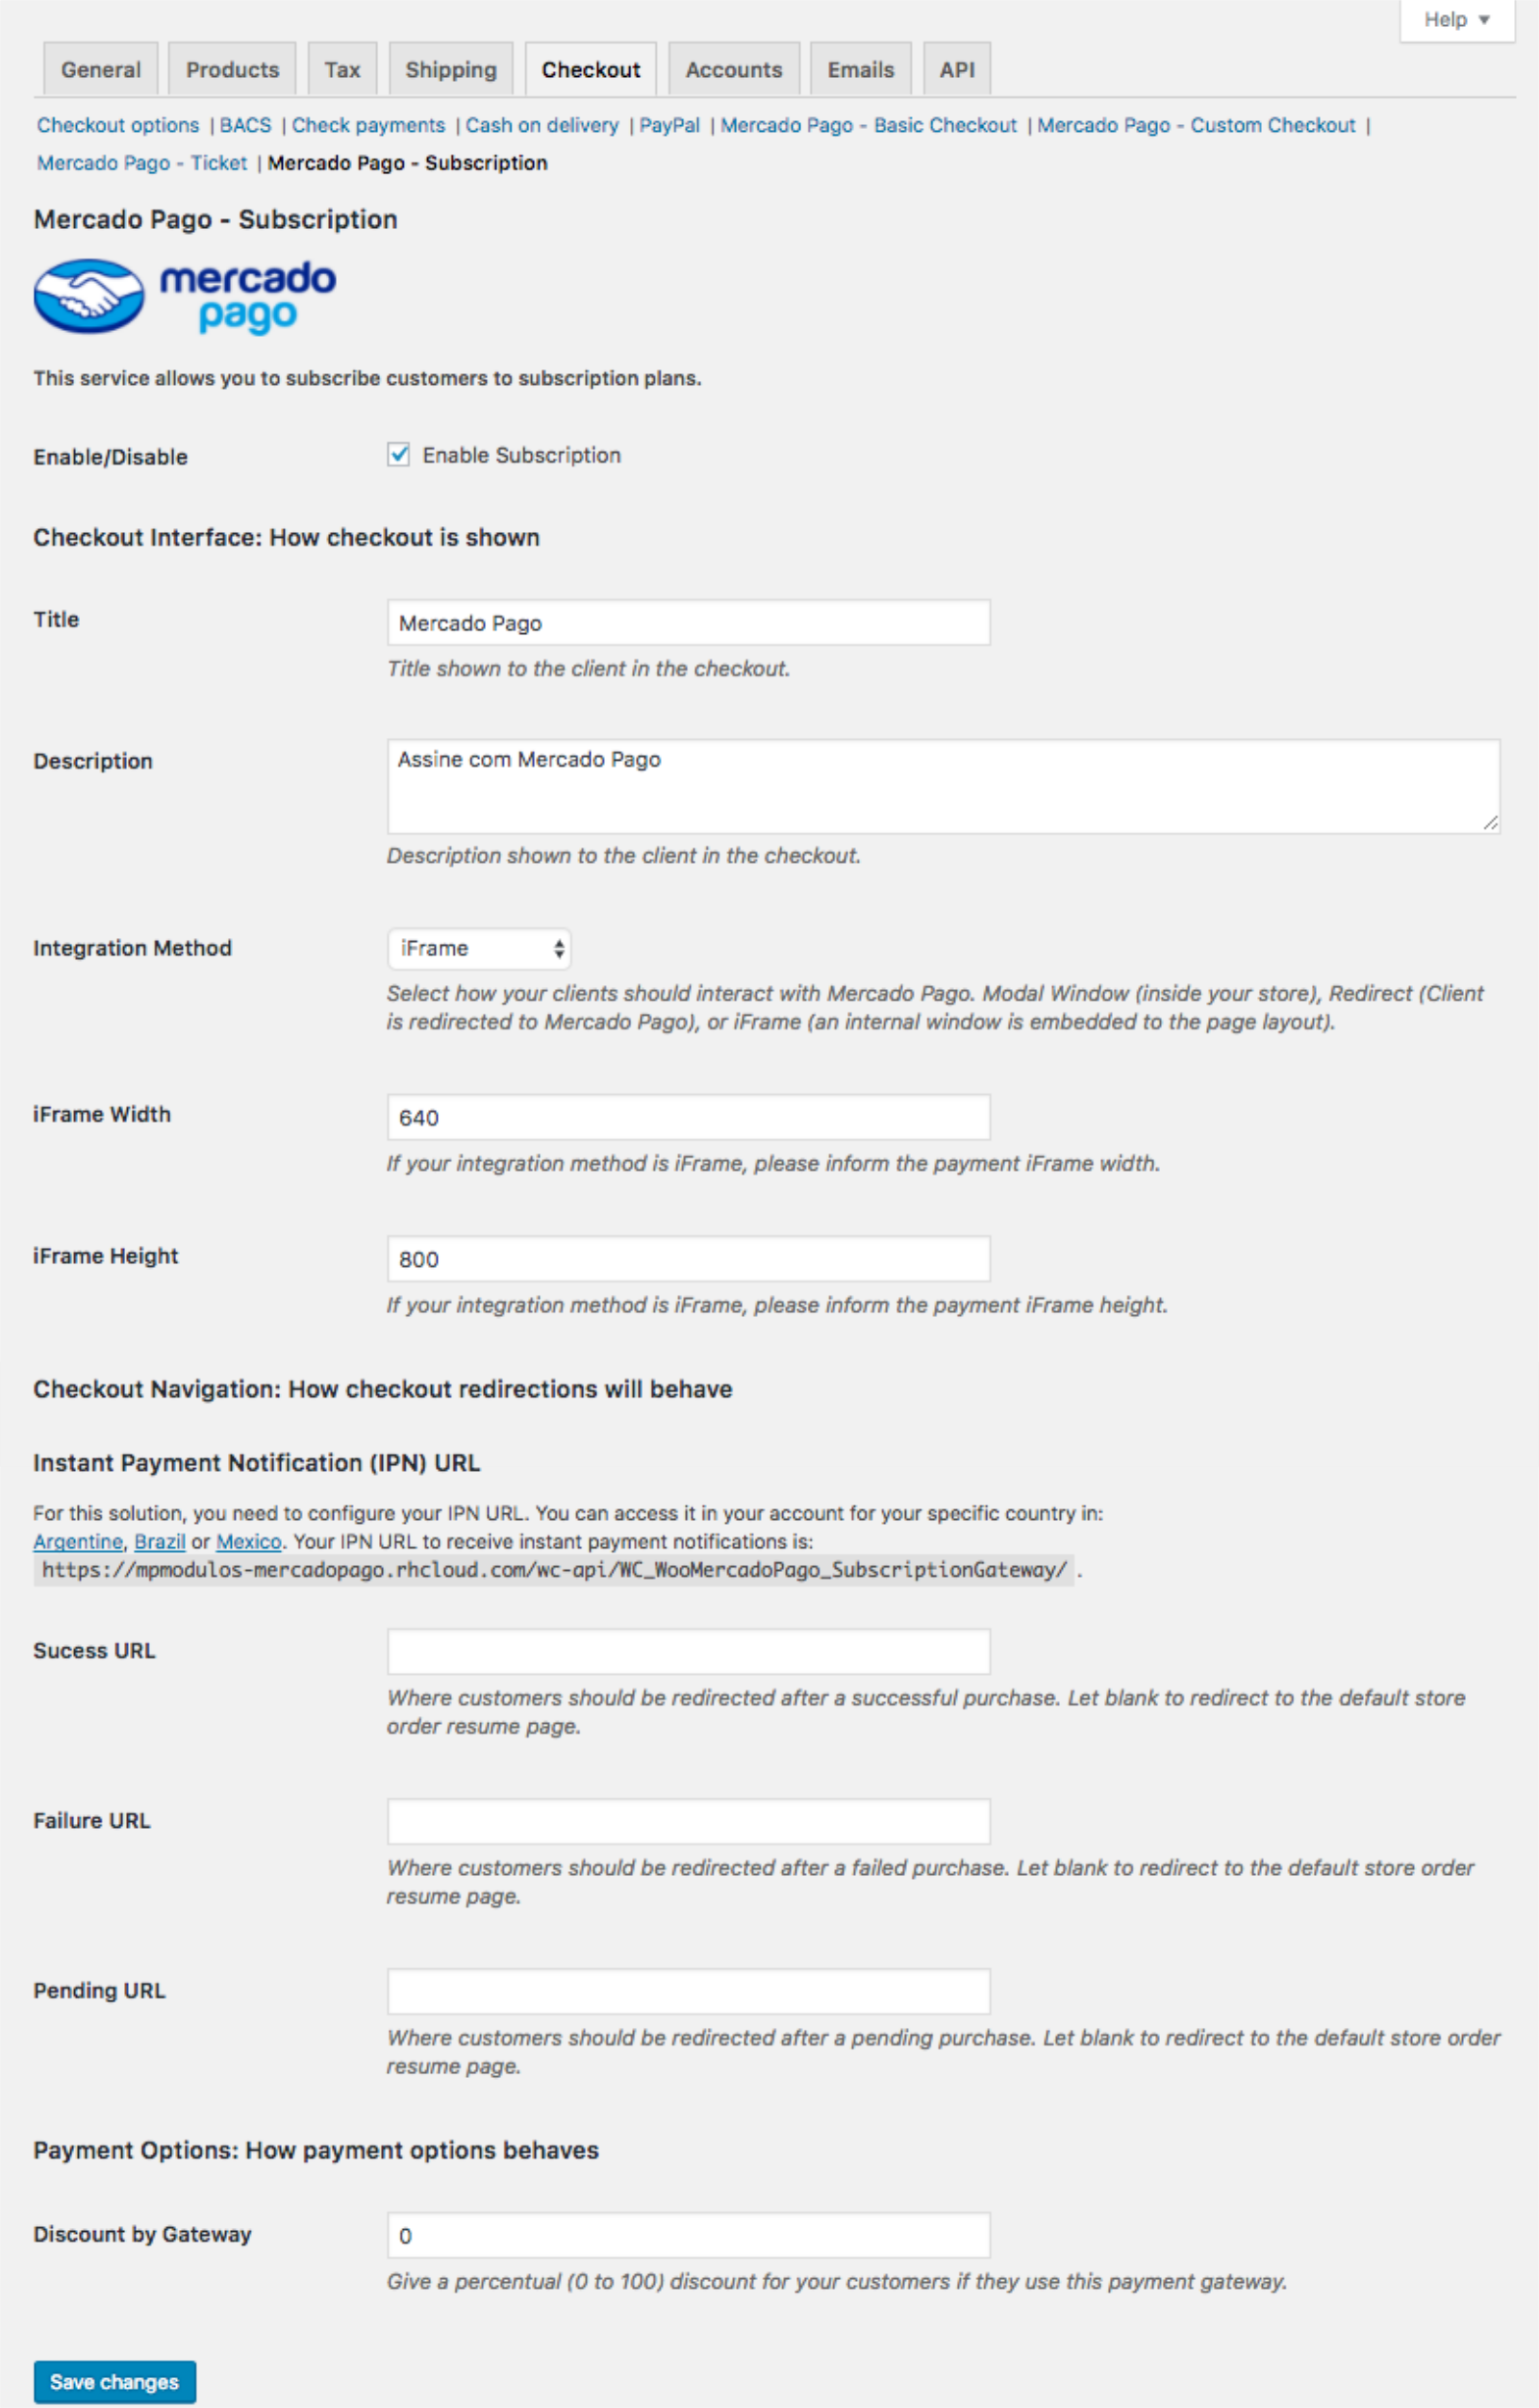 Help ▼
General Products Tax Shipping Checkout Accounts Emails API
Checkout options | BACS | Check payments | Cash on delivery | PayPal | Mercado Pago - Basic Checkout | Mercado Pago - Custom Checkout |
Mercado Pago - Ticket | Mercado Pago - Subscription
Mercado Pago - Subscription
mercado
pago
This service allows you to subscribe customers to subscription plans.
Enable/Disable Enable Subscription
Checkout Interface: How checkout is shown
Title Mercado Pago
Title shown to the client in the checkout.
Description Assine com Mercado Pago
Description shown to the client in the checkout.
Integration Method iFrame
Select how your clients should interact with Mercado Pago. Modal Window (inside your store), Redirect (Client
is redirected to Mercado Pago), or iFrame (an internal window is embedded to the page layout).
iFrame Width 640
If your integration method is iFrame, please inform the payment iFrame width.
iFrame Height 800
If your integration method is iFrame, please inform the payment iFrame height.
Checkout Navigation: How checkout redirections will behave
Instant Payment Notification (IPN) URL
For this solution, you need to configure your IPN URL. You can access it in your account for your specific country in:
Argentine, Brazil or Mexico. Your IPN URL to receive instant payment notifications is:
https://mpmodulos-mercadopago.rhcloud.com/wc-api/WC_WooMercadoPago_SubscriptionGateway/ .
Sucess URL
Where customers should be redirected after a successful purchase. Let blank to redirect to the default store
order resume page.
Failure URL
Where customers should be redirected after a failed purchase. Let blank to redirect to the default store order
resume page.
Pending URL
Where customers should be redirected after a pending purchase. Let blank to redirect to the default store order
resume page.
Payment Options: How payment options behaves
Discount by Gateway 0
Give a percentual (0 to 100) discount for your customers if they use this payment gateway.
Save changes